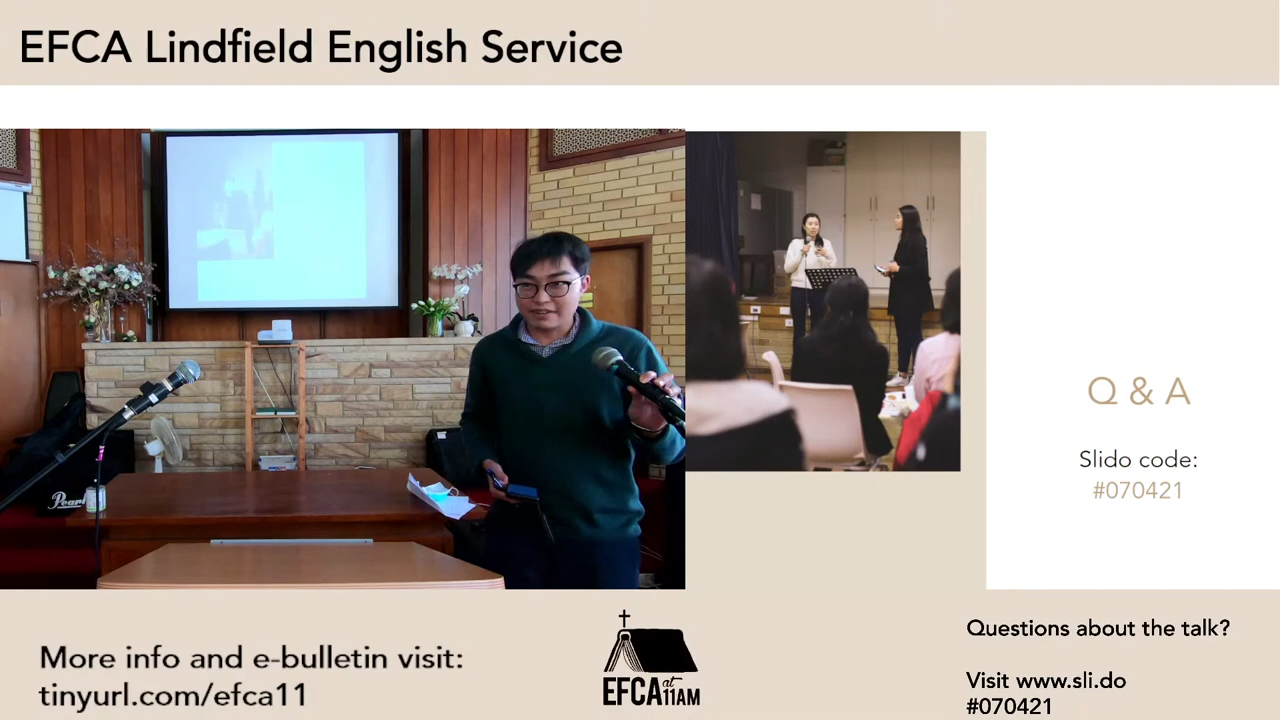 EFCA Lindfield English Service
Pearl
Q & A
Slido code:
#070421
More info and e-bulletin visit:
tinyurl.com/efca11
EFCA at 11AM
Questions about the talk?
Visit www.sli.do
#070421